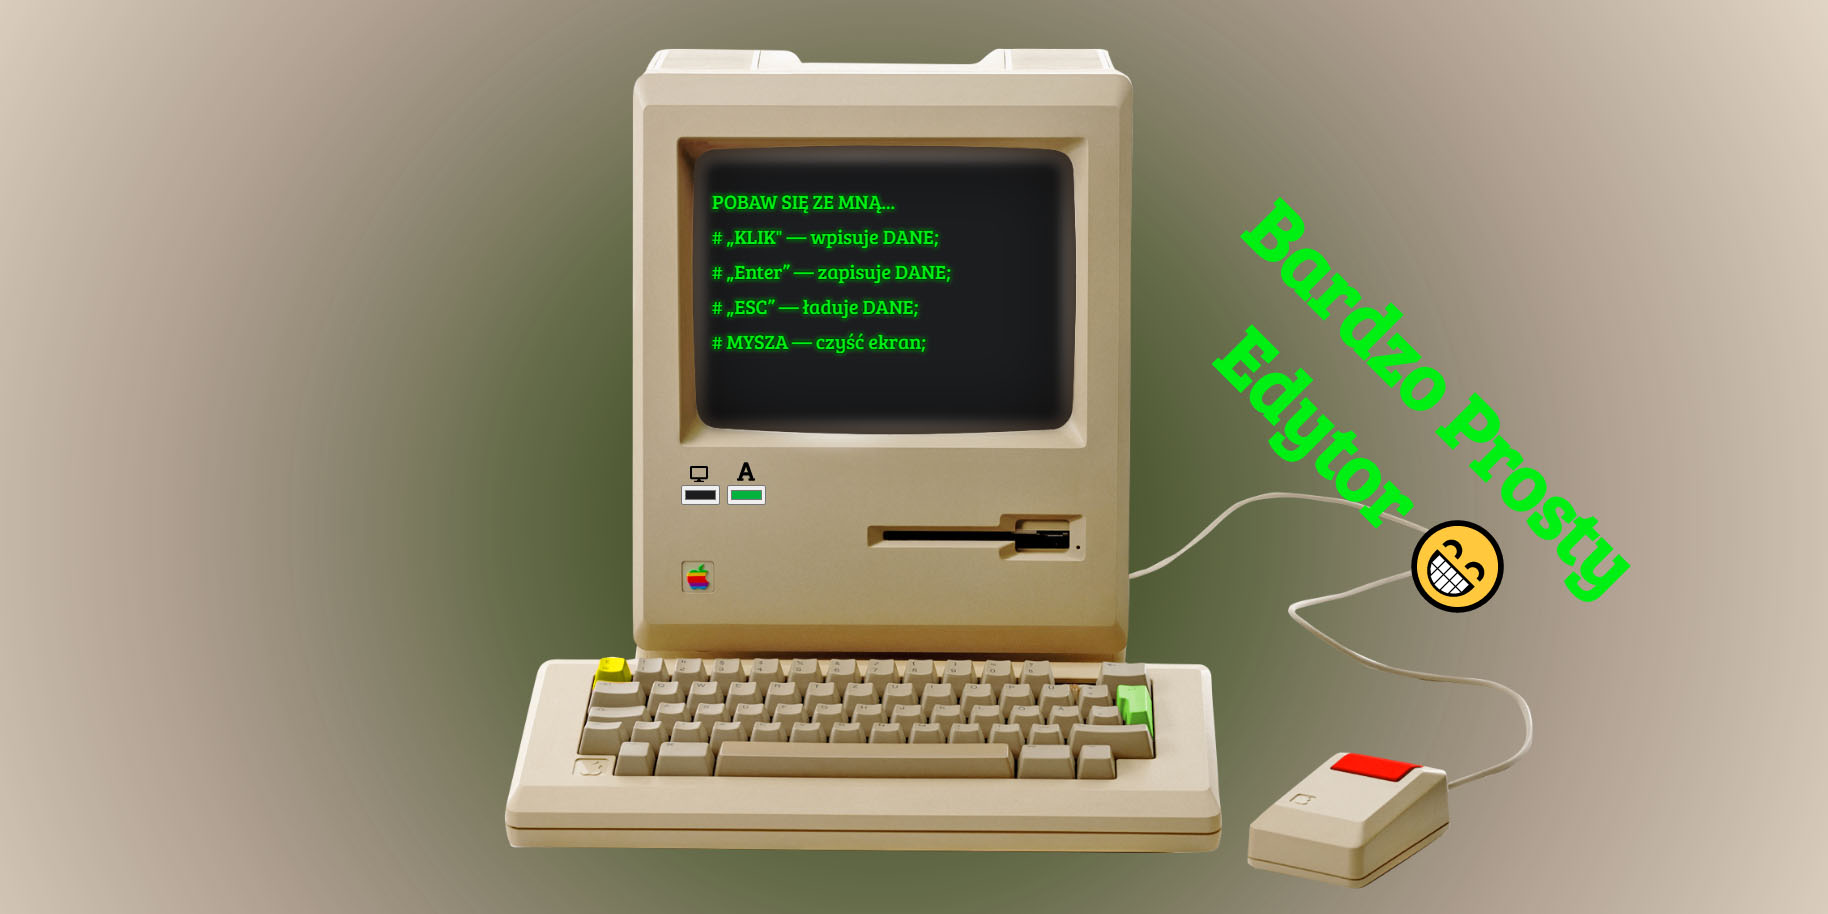 POBAW SIĘ ZE MNĄ...
# „KLIK" — wpisuje DANE;
# „Enter” — zapisuje DANE;
# „ESC” — ładuje DANE;
# MYSZA — czyść ekran;
A
Bardzo Prosty
Edytor